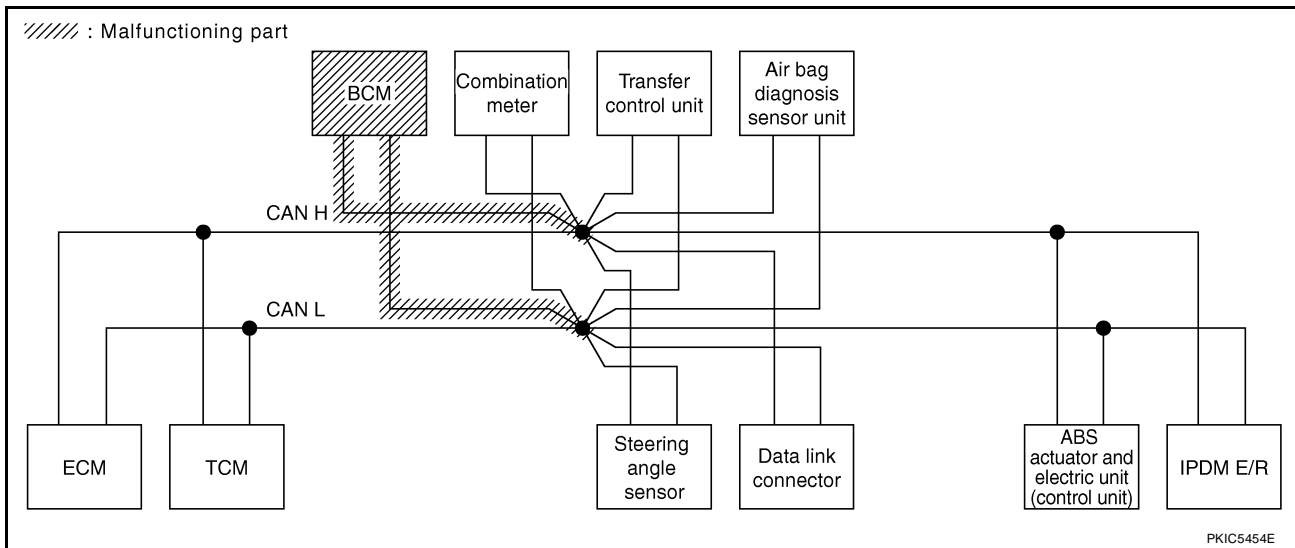 : Malfunctioning part
BCM
Combination
meter
Transfer
control unit
Air bag
diagnosis
sensor unit
CAN H
CAN L
ECM
TCM
Steering
angle
sensor
Data link
connector
ABS
actuator and
electric unit
(control unit)
IPDM E/R
PKIC5454E